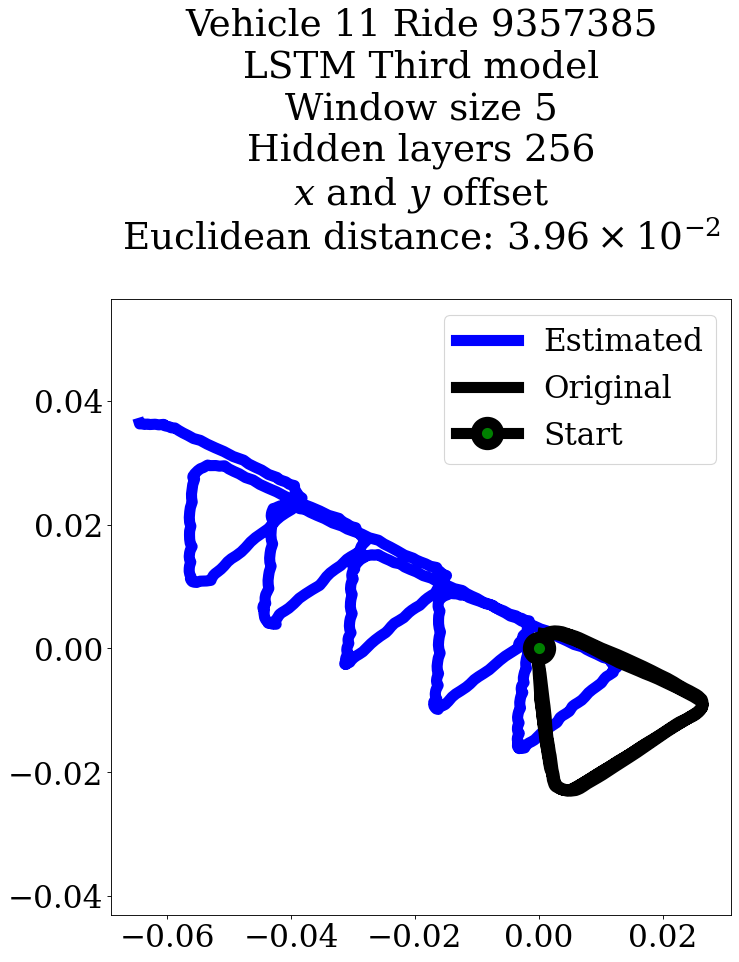 Vehicle 11 Ride 9357385
LSTM Third model
Window size 5
Hidden layers 256
x and y offset
Euclidean distance: 3.96 × 10⁻²
Estimated
Original
Start
0.04
0.02
0.00
−0.02
−0.04
−0.06 −0.04 −0.02 0.00 0.02